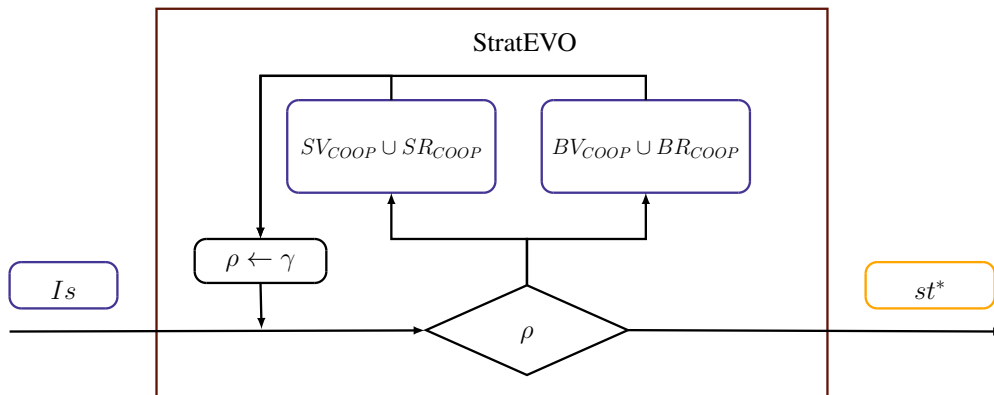 StratEVO
SV_{COOP} ∪ SR_{COOP}
BV_{COOP} ∪ BR_{COOP}
ρ ← γ
Is
st*
ρ